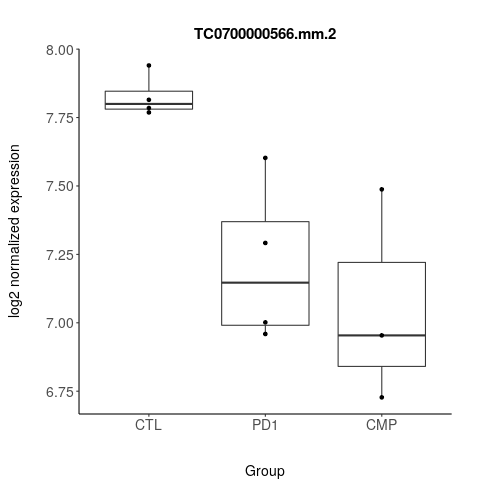 TC0700000566.mm.2
log2 normalized expression
8.00
7.75
7.50
7.25
7.00
6.75
CTL PD1 CMP
Group